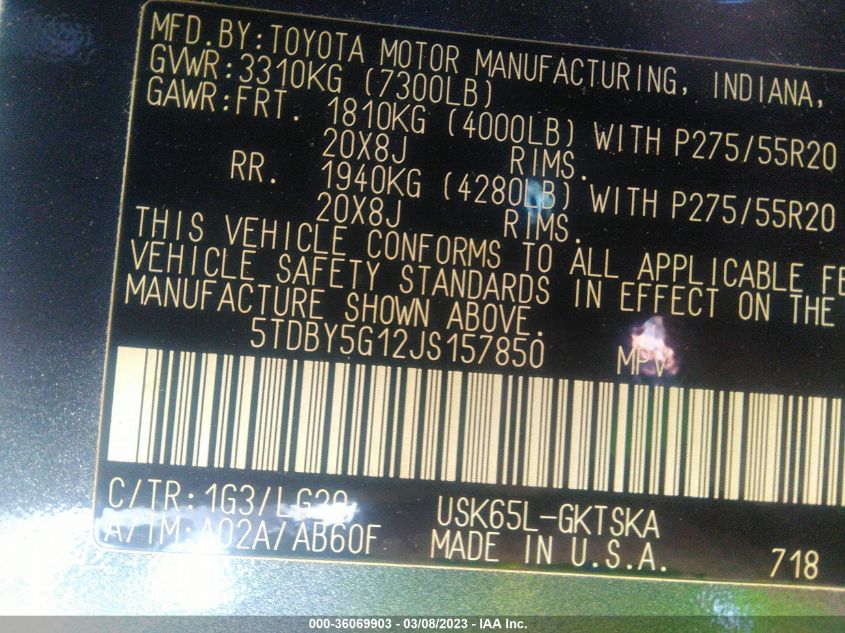 MFD.BY:TOYOTA MOTOR MANUFACTURING, INDIANA,
GVWR:3310KG (7300LB)
GAWR:FRT. 1810KG (4000LB) WITH P275/55R20
20X8J RIMS.
RR. 1940KG (4280LB) WITH P275/55R20
20X8J RIMS.
THIS VEHICLE CONFORMS TO ALL APPLICABLE FE
VEHICLE SAFETY STANDARDS IN EFFECT ON THE
MANUFACTURE SHOWN ABOVE.
5TDBY5G12JS157850 MPV
C/TR:1G3/LG20 USK65L-GKTSKA
A/TM:A02A/AB60F MADE IN U.S.A. 718
000-36069903 - 03/08/2023 - IAA Inc.